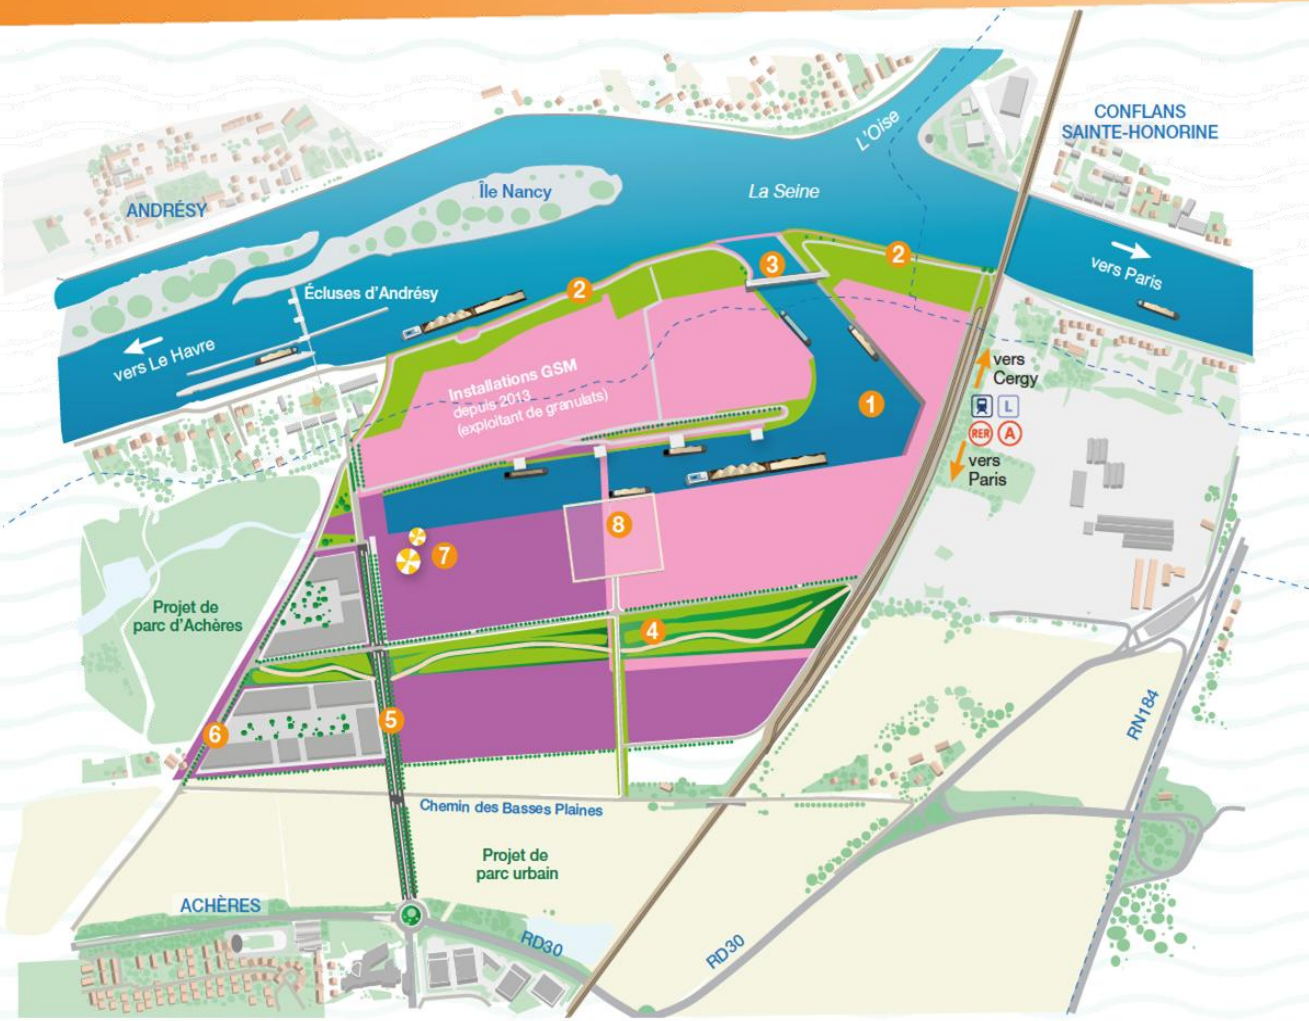 L'Oise
CONFLANS
SAINTE-HONORINE
ANDRÉSY
Île Nancy
La Seine
vers Paris
Écluses d'Andrésy
vers Le Havre
2
3
2
Installations GSM
depuis 2013
(exploitant de granulats)
1
vers
Cergy
L
RER A
vers
Paris
8
7
Projet de
parc d'Achères
4
5
6
RN184
Chemin des Basses Plaines
Projet de
parc urbain
ACHÈRES
RD30
RD30